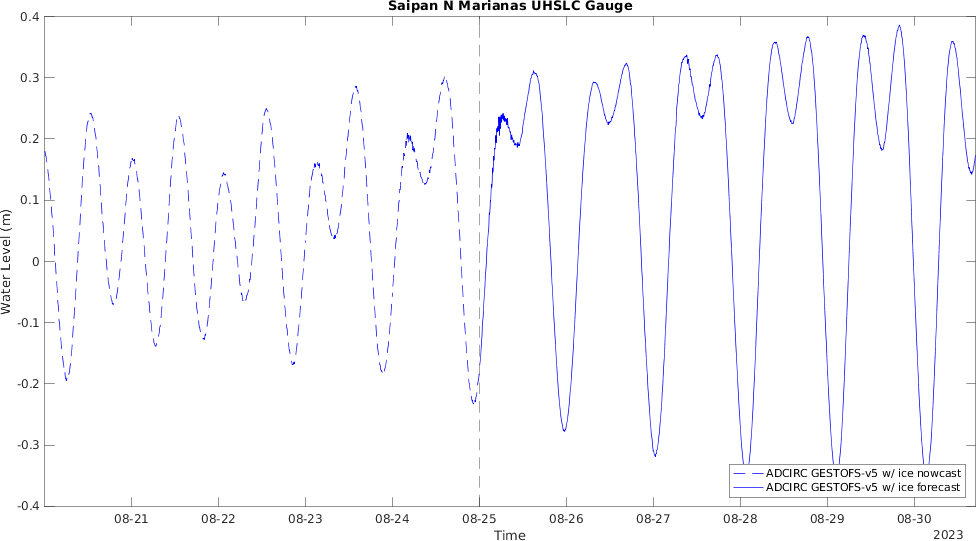 Saipan N Marianas UHSLC Gauge
0.4
0.3
0.2
0.1
0
-0.1
-0.2
-0.3
-0.4
Water Level (m)
ADCIRC GESTOFS-v5 w/ ice nowcast
ADCIRC GESTOFS-v5 w/ ice forecast
08-21 08-22 08-23 08-24 08-25 08-26 08-27 08-28 08-29 08-30
Time
2023